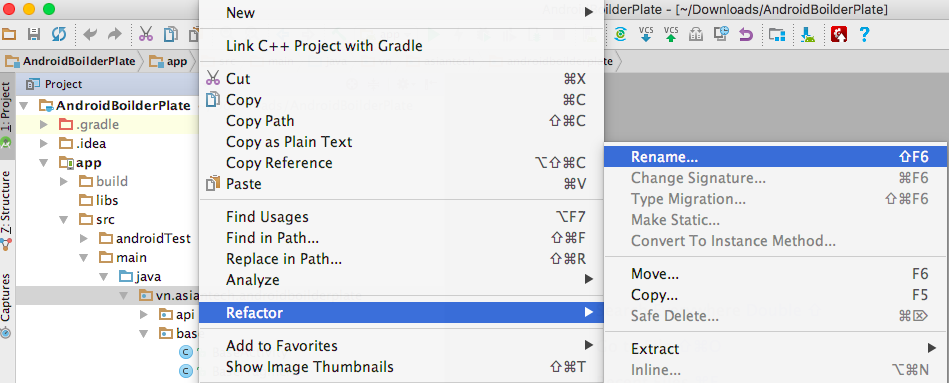 New
oilderPlate - [~/Downloads/AndroidBoilderPlate]
Link C++ Project with Gradle
VCS VCS
AndroidBoilderPlate app
Cut ⌘X
Project
Copy ⌘C
1: Project
AndroidBoilderPlate
Copy Path ⇧⌘C
.gradle
Copy as Plain Text
.idea
Copy Reference ⌥⇧⌘C
app
Paste ⌘V
build
libs
Find Usages ⌥F7
src
Find in Path... ⇧⌘F
androidTest
Replace in Path... ⇧⌘R
main
Analyze
java
vn.asia
Refactor
api
bas
Add to Favorites
Show Image Thumbnails ⇧⌘T
Z: Structure
Captures
Rename... ⇧F6
Change Signature... ⌘F6
Type Migration... ⇧⌘F6
Make Static...
Convert To Instance Method...
Move... F6
Copy... F5
Safe Delete... ⌘⌦
Extract
Inline... ⌥⌘N